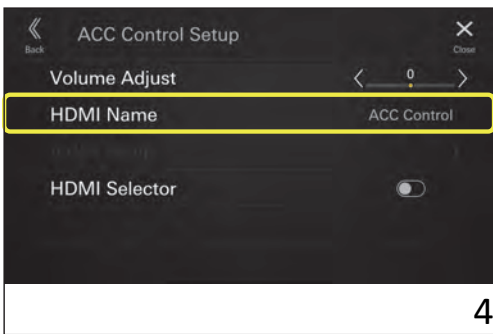 Back
ACC Control Setup
Close
Volume Adjust
0
HDMI Name
ACC Control
HDMI Selector
4